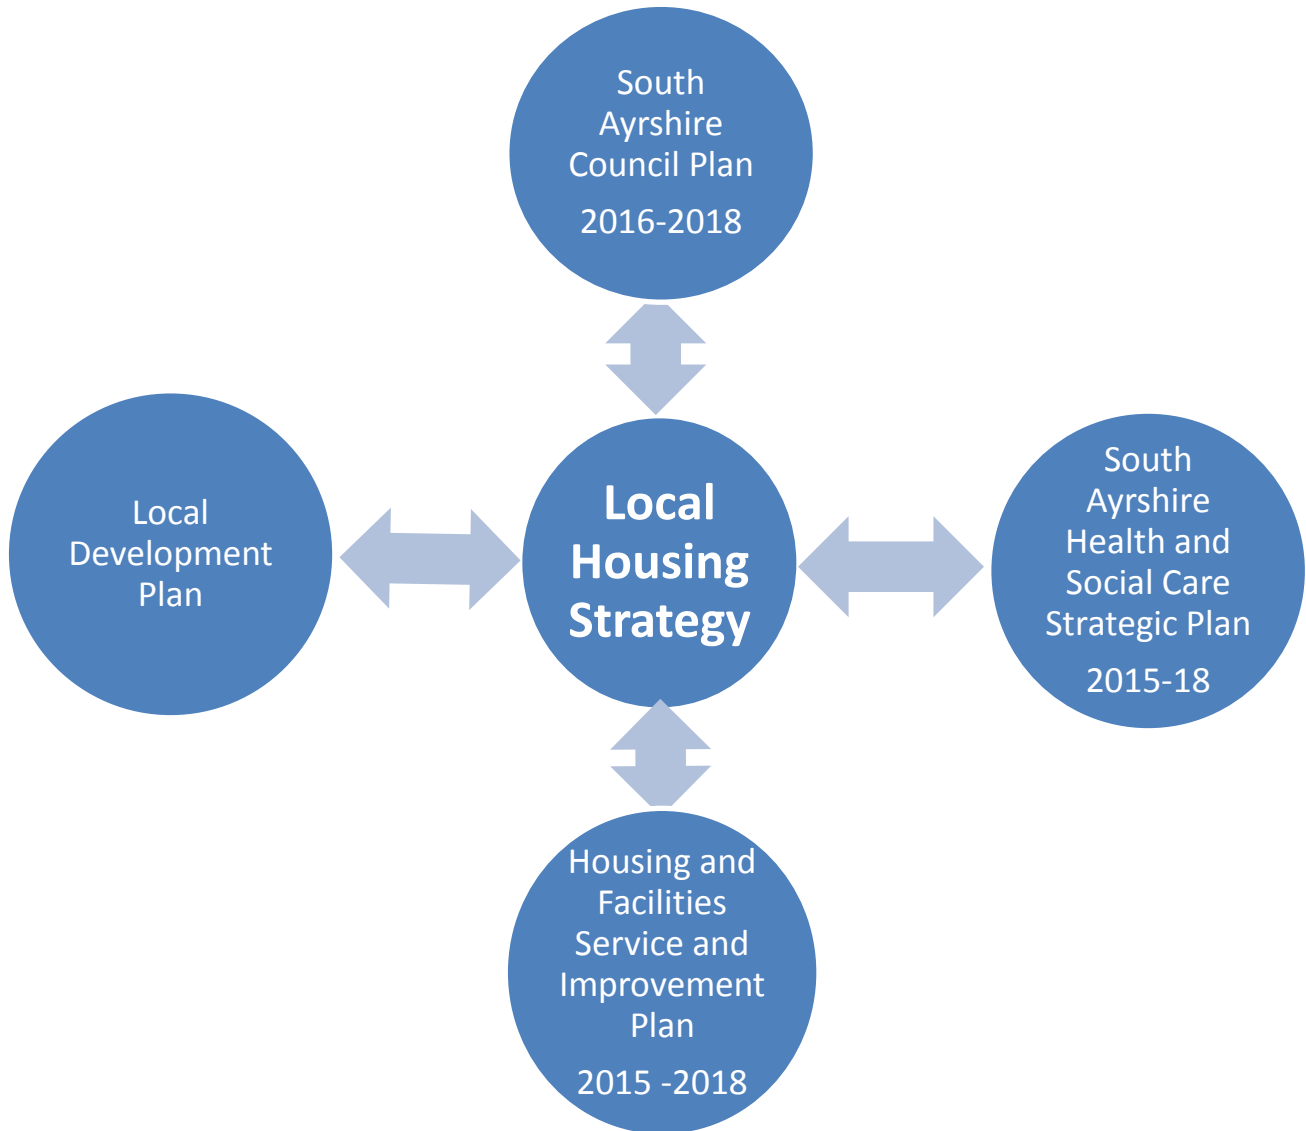 South
Ayrshire
Council Plan
2016-2018
Local
Development
Plan
Local
Housing
Strategy
South
Ayrshire
Health and
Social Care
Strategic Plan
2015-18
Housing and
Facilities
Service and
Improvement
Plan
2015 -2018